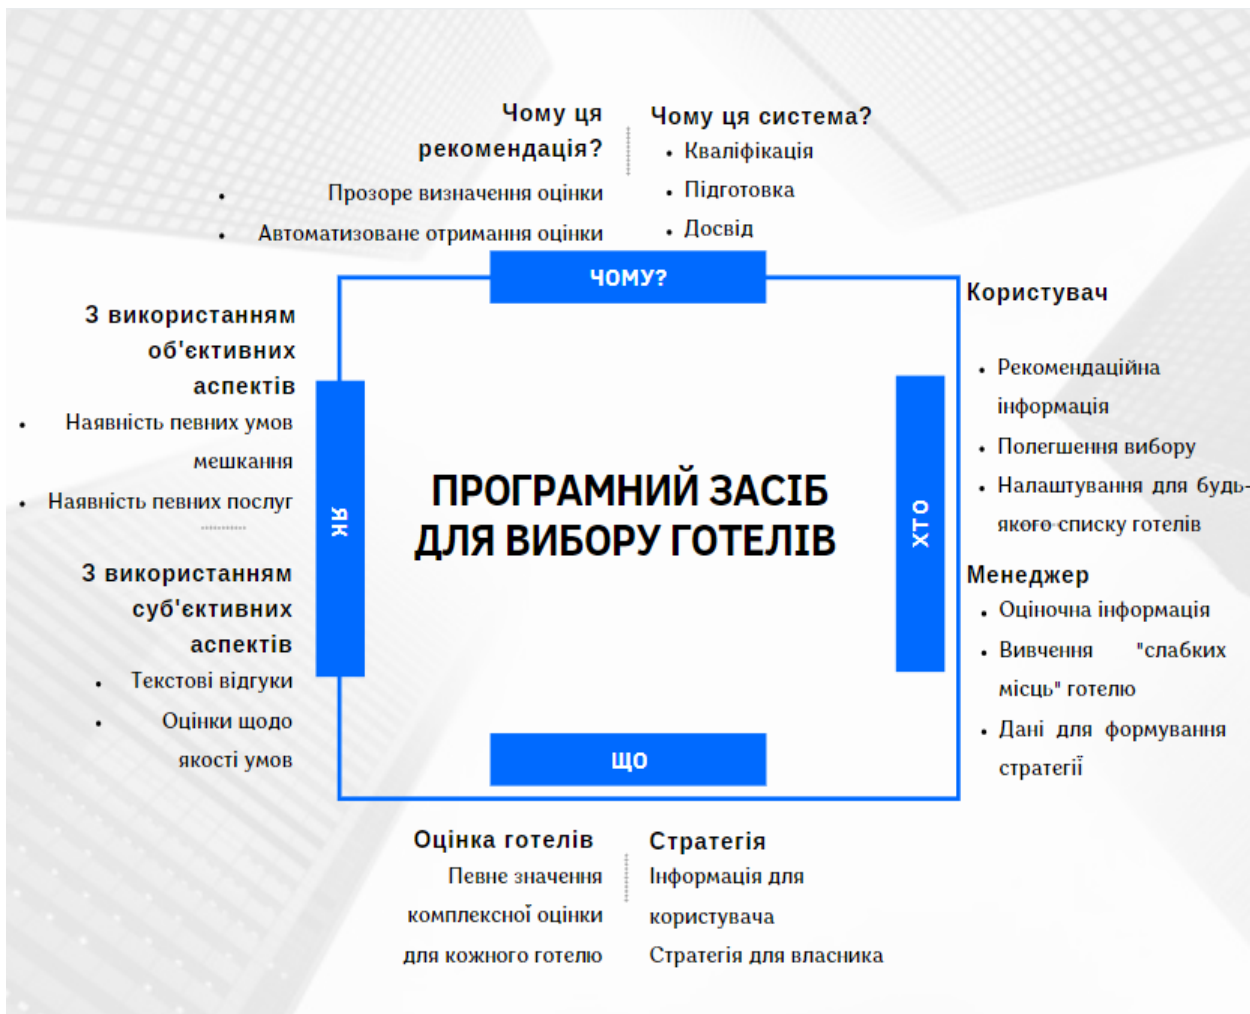 Чому ця
рекомендація?
• Прозоре визначення оцінки
• Автоматизоване отримання оцінки
Чому ця система?
• Кваліфікація
• Підготовка
• Досвід
ЧОМУ?
З використанням
об'єктивних
аспектів
• Наявність певних умов
мешкання
• Наявність певних послуг
З використанням
суб'єктивних
аспектів
• Текстові відгуки
• Оцінки щодо
якості умов
ЯК
ПРОГРАМНИЙ ЗАСІБ
ДЛЯ ВИБОРУ ГОТЕЛІВ
ХТО
Користувач
• Рекомендаційна
інформація
• Полегшення вибору
• Налаштування для будь-
якого списку готелів
Менеджер
• Оціночна інформація
• Вивчення "слабких
місць" готелю
• Дані для формування
стратегії
ЩО
Оцінка готелів
Певне значення
комплексної оцінки
для кожного готелю
Стратегія
Інформація для
користувача
Стратегія для власника